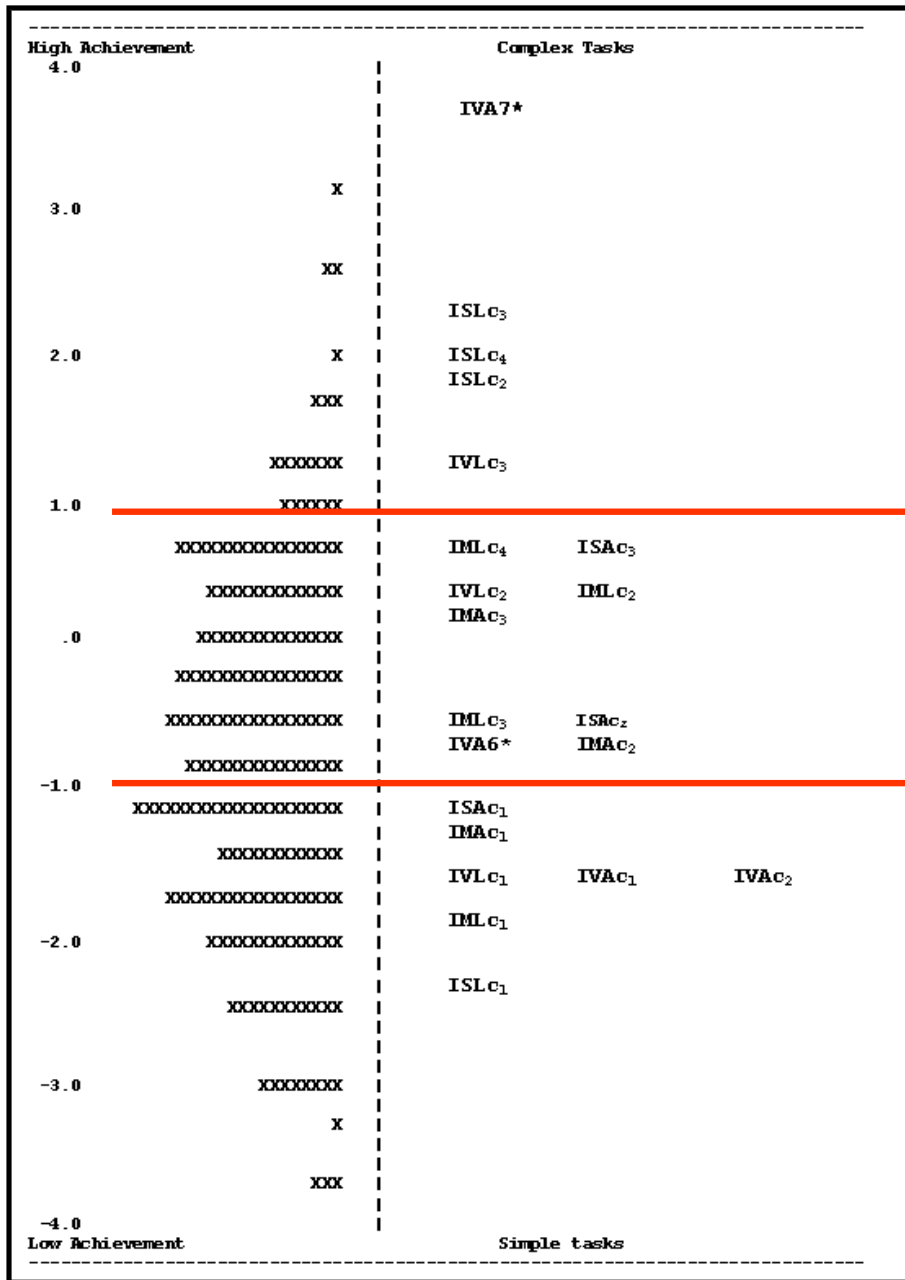 High Achievement Complex Tasks
4.0
IVA7*
X
3.0
XX
ISLc₃
2.0 X ISLc₄
ISLc₂
XXX
XXXXXXX IVLc₃
1.0 XXXXXX
XXXXXXXXXXXXXXXX IMLc₄ ISAc₃
XXXXXXXXXXXXX IVLc₂ IMLc₂
IMAc₃
.0 XXXXXXXXXXXXXX
XXXXXXXXXXXXXXXX
XXXXXXXXXXXXXXXXX IMLc₃ ISAc₂
IVA6* IMAc₂
XXXXXXXXXXXXXXX
-1.0
XXXXXXXXXXXXXXXXXXXX ISAc₁
IMAc₁
XXXXXXXXXXXX
IVLc₁ IVAc₁ IVAc₂
XXXXXXXXXXXXXXXXX
IMLc₁
-2.0 XXXXXXXXXXXXX
ISLc₁
XXXXXXXXXXX
-3.0 XXXXXXXX
X
XXX
-4.0
Low Achievement Simple tasks